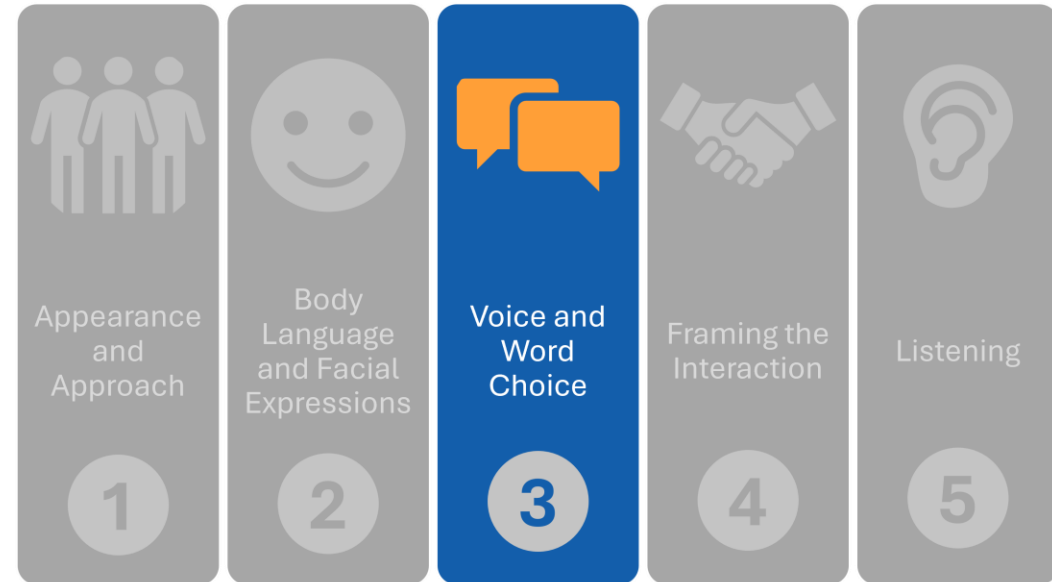 Appearance
and
Approach
1
Body
Language
and Facial
Expressions
2
Voice and
Word
Choice
3
Framing the
Interaction
4
Listening
5